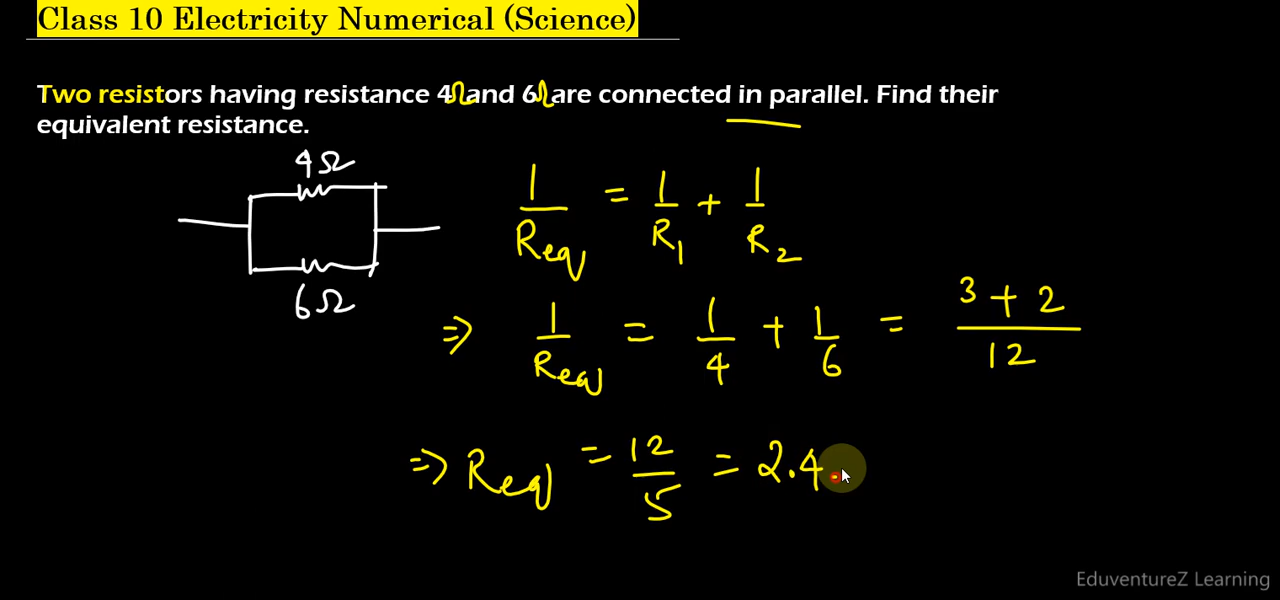 Class 10 Electricity Numerical (Science)
Two resistors having resistance 4Ω and 6Ω are connected in parallel. Find their
equivalent resistance.
4Ω
6Ω
1/Req = 1/R₁ + 1/R₂
⇒ 1/Req = 1/4 + 1/6 = (3 + 2)/12
⇒ Req = 12/5 = 2.4
EduventureZ Learning